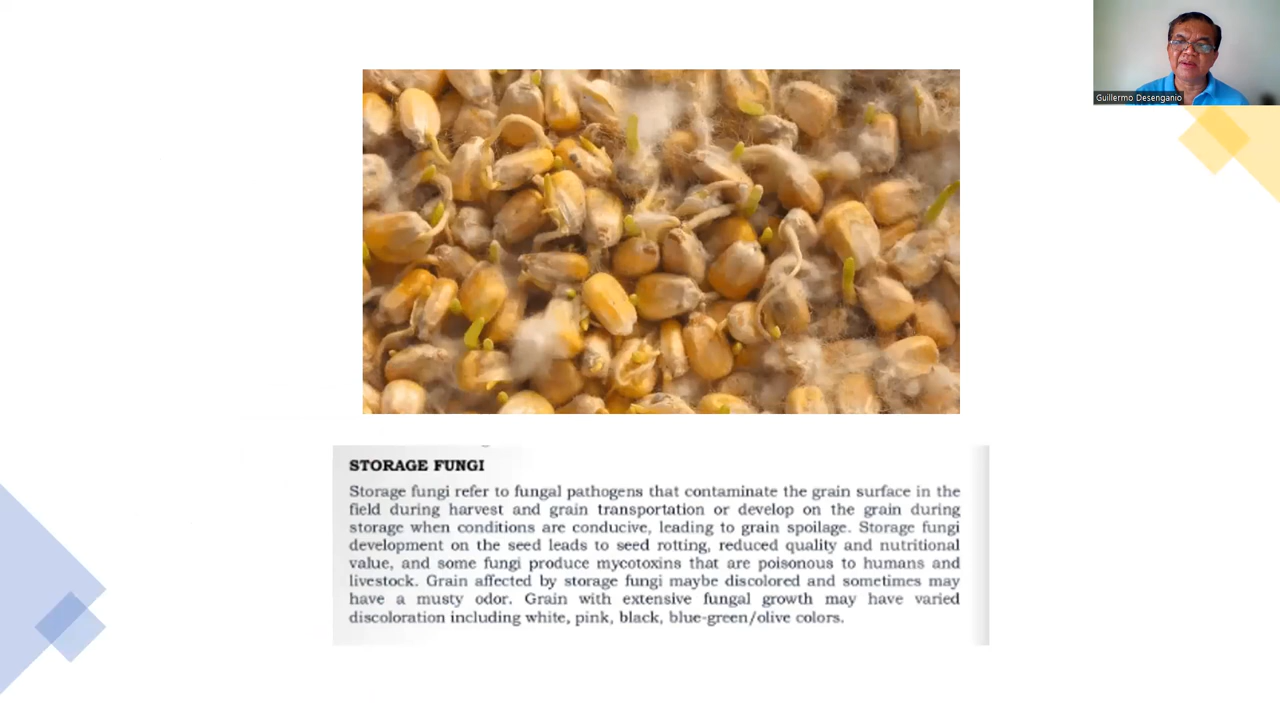 Guillermo Desenganio
STORAGE FUNGI
Storage fungi refer to fungal pathogens that contaminate the grain surface in the
field during harvest and grain transportation or develop on the grain during
storage when conditions are conducive, leading to grain spoilage. Storage fungi
development on the seed leads to seed rotting, reduced quality and nutritional
value, and some fungi produce mycotoxins that are poisonous to humans and
livestock. Grain affected by storage fungi maybe discolored and sometimes may
have a musty odor. Grain with extensive fungal growth may have varied
discoloration including white, pink, black, blue-green/olive colors.